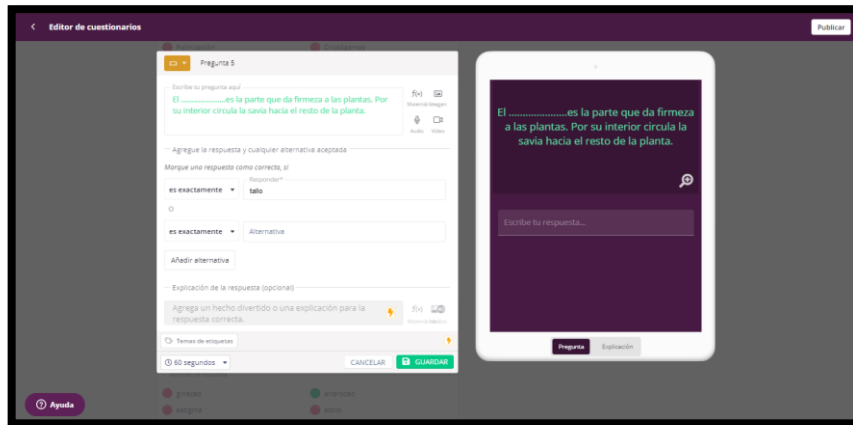 Editor de cuestionarios
Publicar
Pregunta 5
Escribe tu pregunta aquí
El .....................es la parte que da firmeza a las plantas. Por
su interior circula la savia hacia el resto de la planta.
f(x)
Imagen
Audio Video
Agregue la respuesta y cualquier alternativa aceptada
Marque una respuesta como correcta, si
es exactamente
Responder*
tallo
O
es exactamente
Alternativa
Añadir alternativa
Explicación de la respuesta (opcional)
Agrega un hecho divertido o una explicación para la
respuesta correcta.
f(x)
Temas de etiquetas
60 segundos
CANCELAR
GUARDAR
El .....................es la parte que da firmeza
a las plantas. Por su interior circula la
savia hacia el resto de la planta.
Escribe tu respuesta...
Pregunta
Explicación
Ayuda
gineceo
androceo
estigma